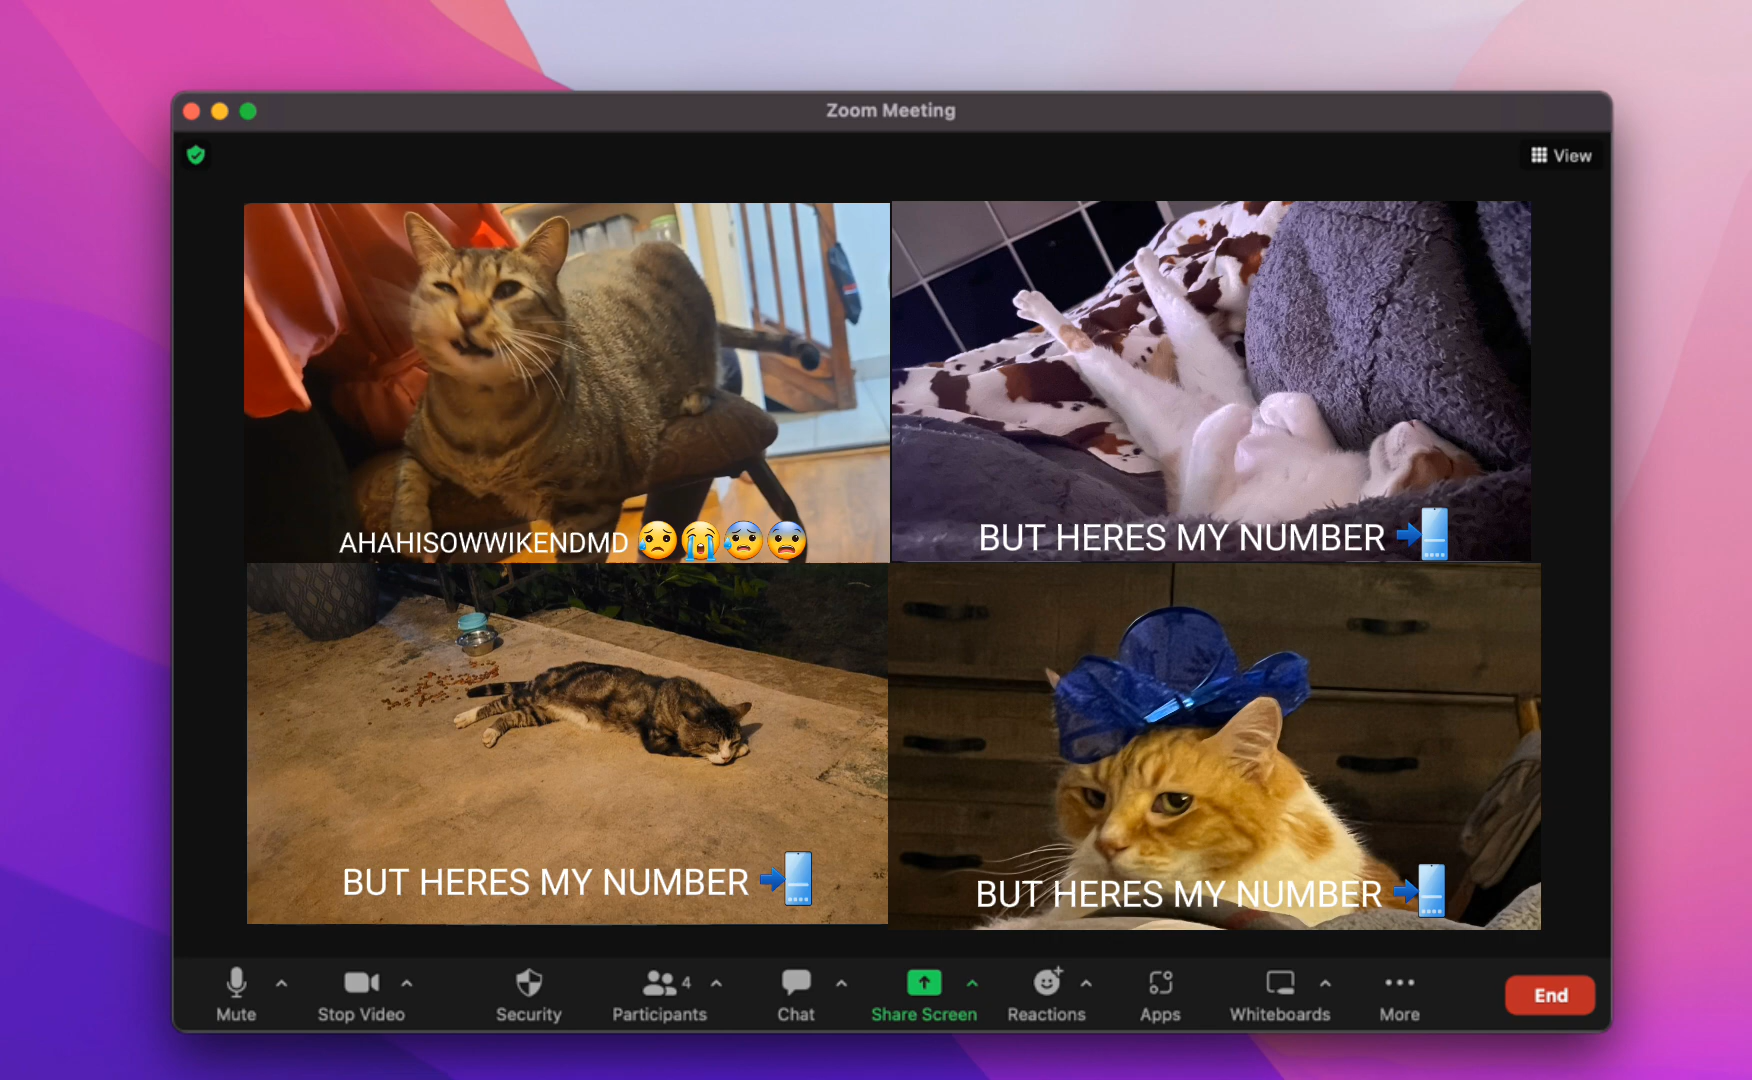 Zoom Meeting
View
AHAHISOWWIKENDMD 😥😭😰😨
BUT HERES MY NUMBER 📲
BUT HERES MY NUMBER 📲
BUT HERES MY NUMBER 📲
4
Mute
Stop Video
Security
Participants
Chat
Share Screen
Reactions
Apps
Whiteboards
More
End